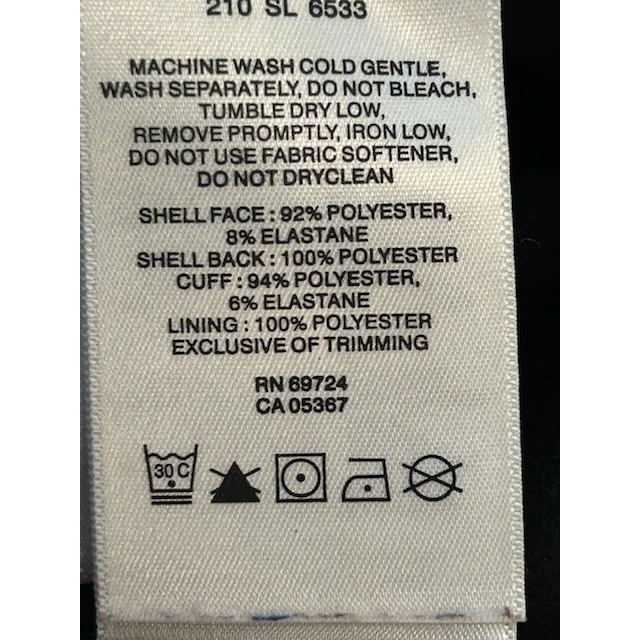 210 SL 6533
MACHINE WASH COLD GENTLE,
WASH SEPARATELY, DO NOT BLEACH,
TUMBLE DRY LOW,
REMOVE PROMPTLY, IRON LOW,
DO NOT USE FABRIC SOFTENER,
DO NOT DRYCLEAN
SHELL FACE : 92% POLYESTER,
8% ELASTANE
SHELL BACK : 100% POLYESTER
CUFF : 94% POLYESTER,
6% ELASTANE
LINING : 100% POLYESTER
EXCLUSIVE OF TRIMMING
RN 69724
CA 05367
30 C